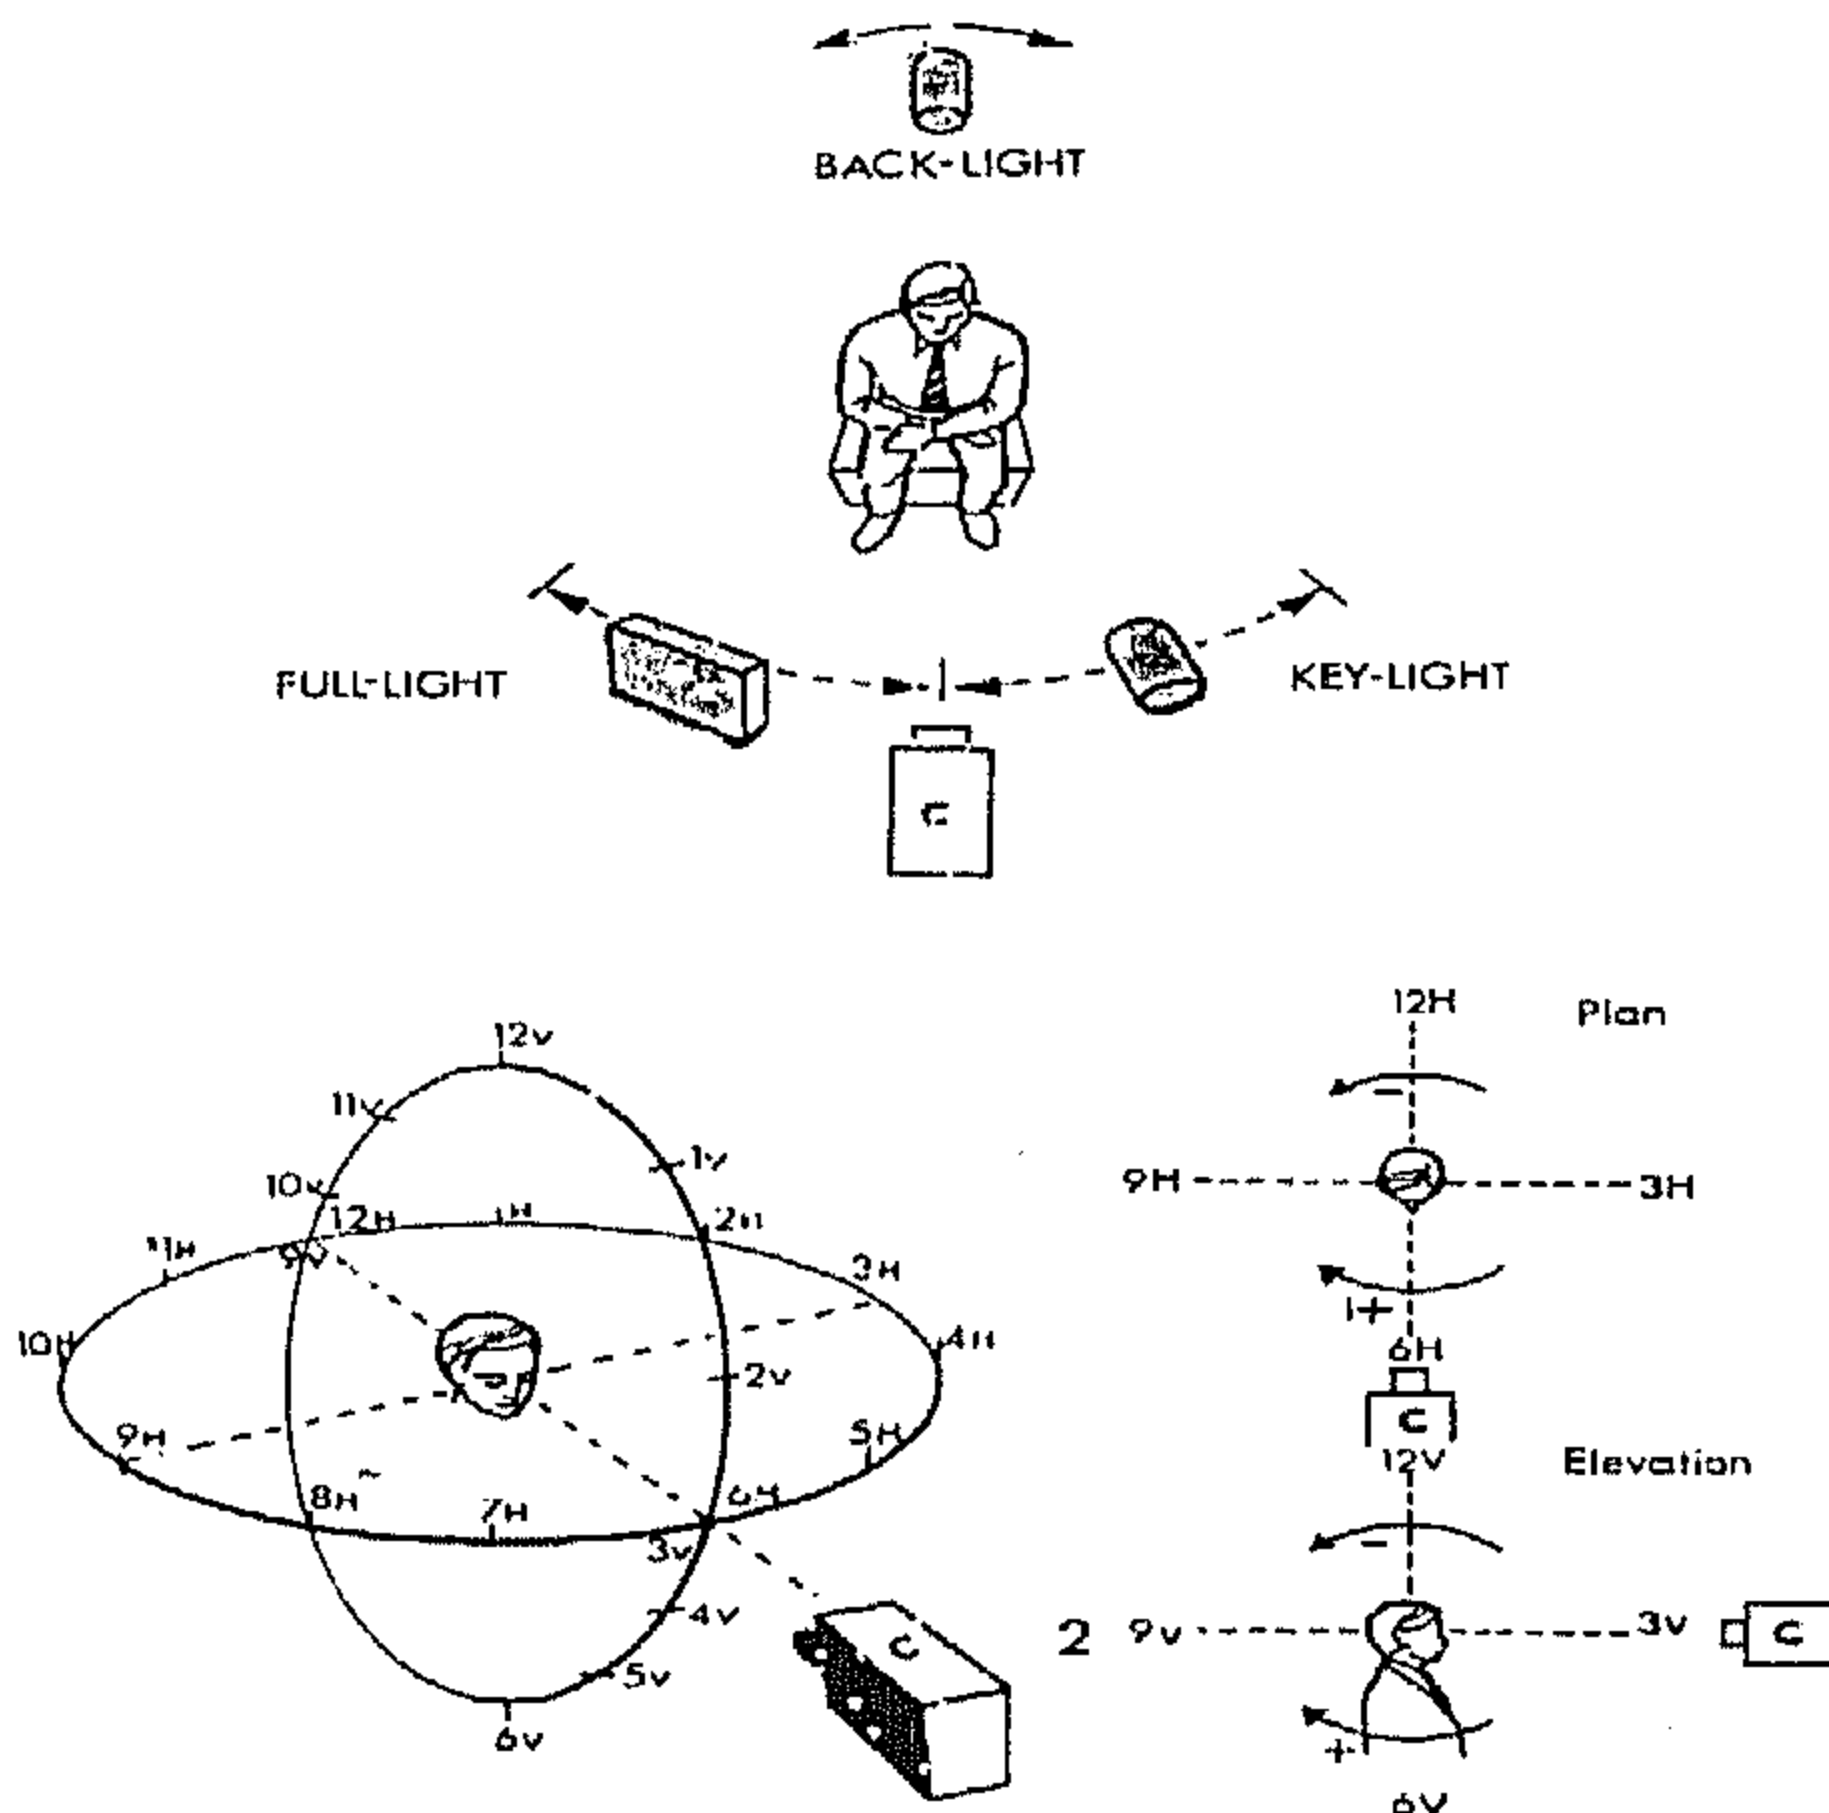 BACK-LIGHT
FULL-LIGHT
KEY-LIGHT
C
12V
11V
1V
10V
12H
1H
2H
11H
9V
3H
10H
4H
2V
9H
5H
8H
7H
6H
3V
4V
C
5V
6V
12H
Plan
-
9H
3H
1+
6H
C
12V
Elevation
-
2
9V
3V
C
+
6V